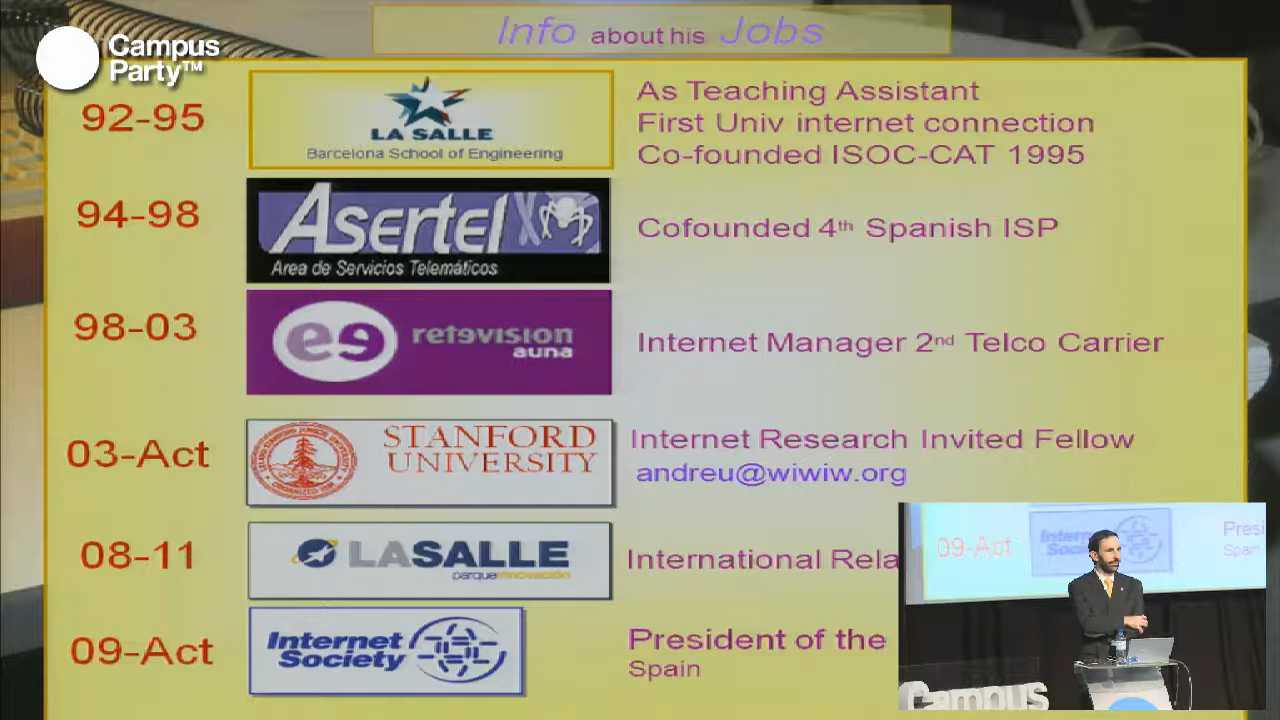 Info about his Jobs
Campus
Party™
92-95
LA SALLE
Barcelona School of Engineering
As Teaching Assistant
First Univ internet connection
Co-founded ISOC-CAT 1995
94-98
Asertel
Area de Servicios Telemáticos
Cofounded 4th Spanish ISP
98-03
retevision
auna
Internet Manager 2nd Telco Carrier
03-Act
STANFORD
UNIVERSITY
Internet Research Invited Fellow
andreu@wiwiw.org
08-11
LASALLE
parqueinnovación
International Rela
09-Act
Internet
Society
President of the
Spain
09-Act
Internet
Society
Presi
Spain
Campus